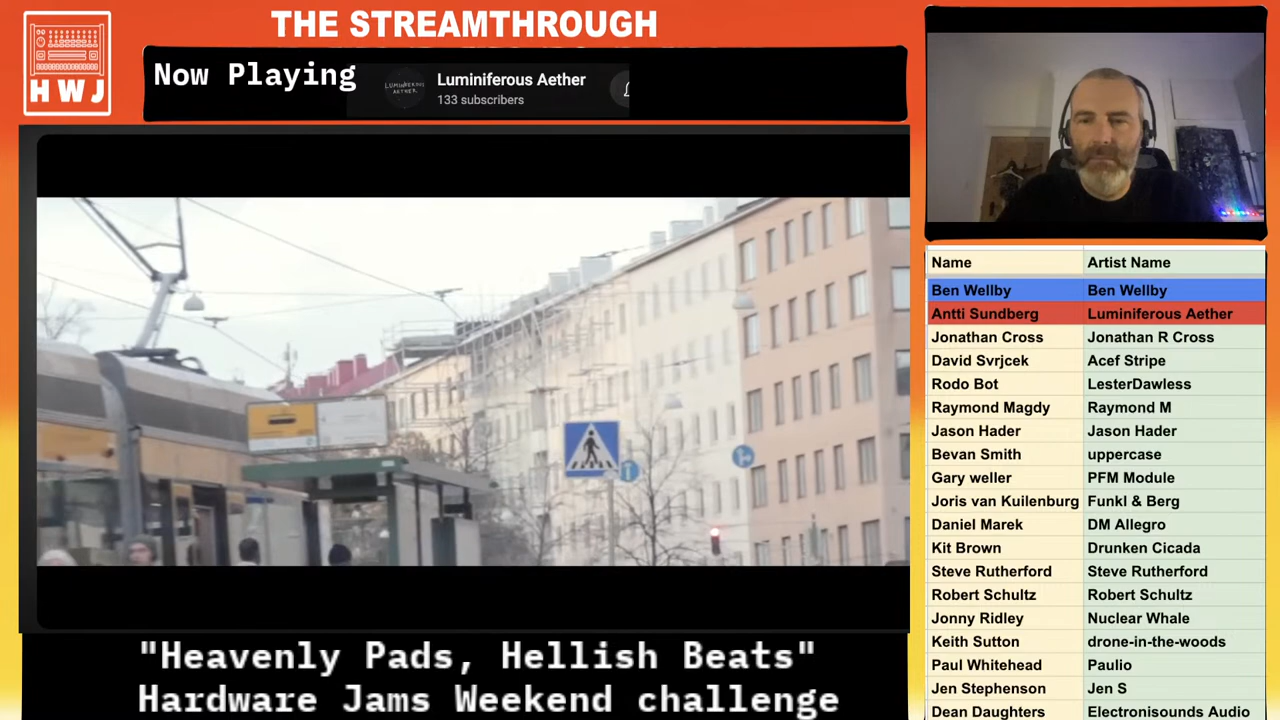 THE STREAMTHROUGH
HWJ
Now Playing
LUMINIFEROUS AETHER
Luminiferous Aether
133 subscribers
"Heavenly Pads, Hellish Beats"
Hardware Jams Weekend challenge
Name Artist Name
Ben Wellby Ben Wellby
Antti Sundberg Luminiferous Aether
Jonathan Cross Jonathan R Cross
David Svrjcek Acef Stripe
Rodo Bot LesterDawless
Raymond Magdy Raymond M
Jason Hader Jason Hader
Bevan Smith uppercase
Gary weller PFM Module
Joris van Kuilenburg Funkl & Berg
Daniel Marek DM Allegro
Kit Brown Drunken Cicada
Steve Rutherford Steve Rutherford
Robert Schultz Robert Schultz
Jonny Ridley Nuclear Whale
Keith Sutton drone-in-the-woods
Paul Whitehead Paulio
Jen Stephenson Jen S
Dean Daughters Electronisounds Audio